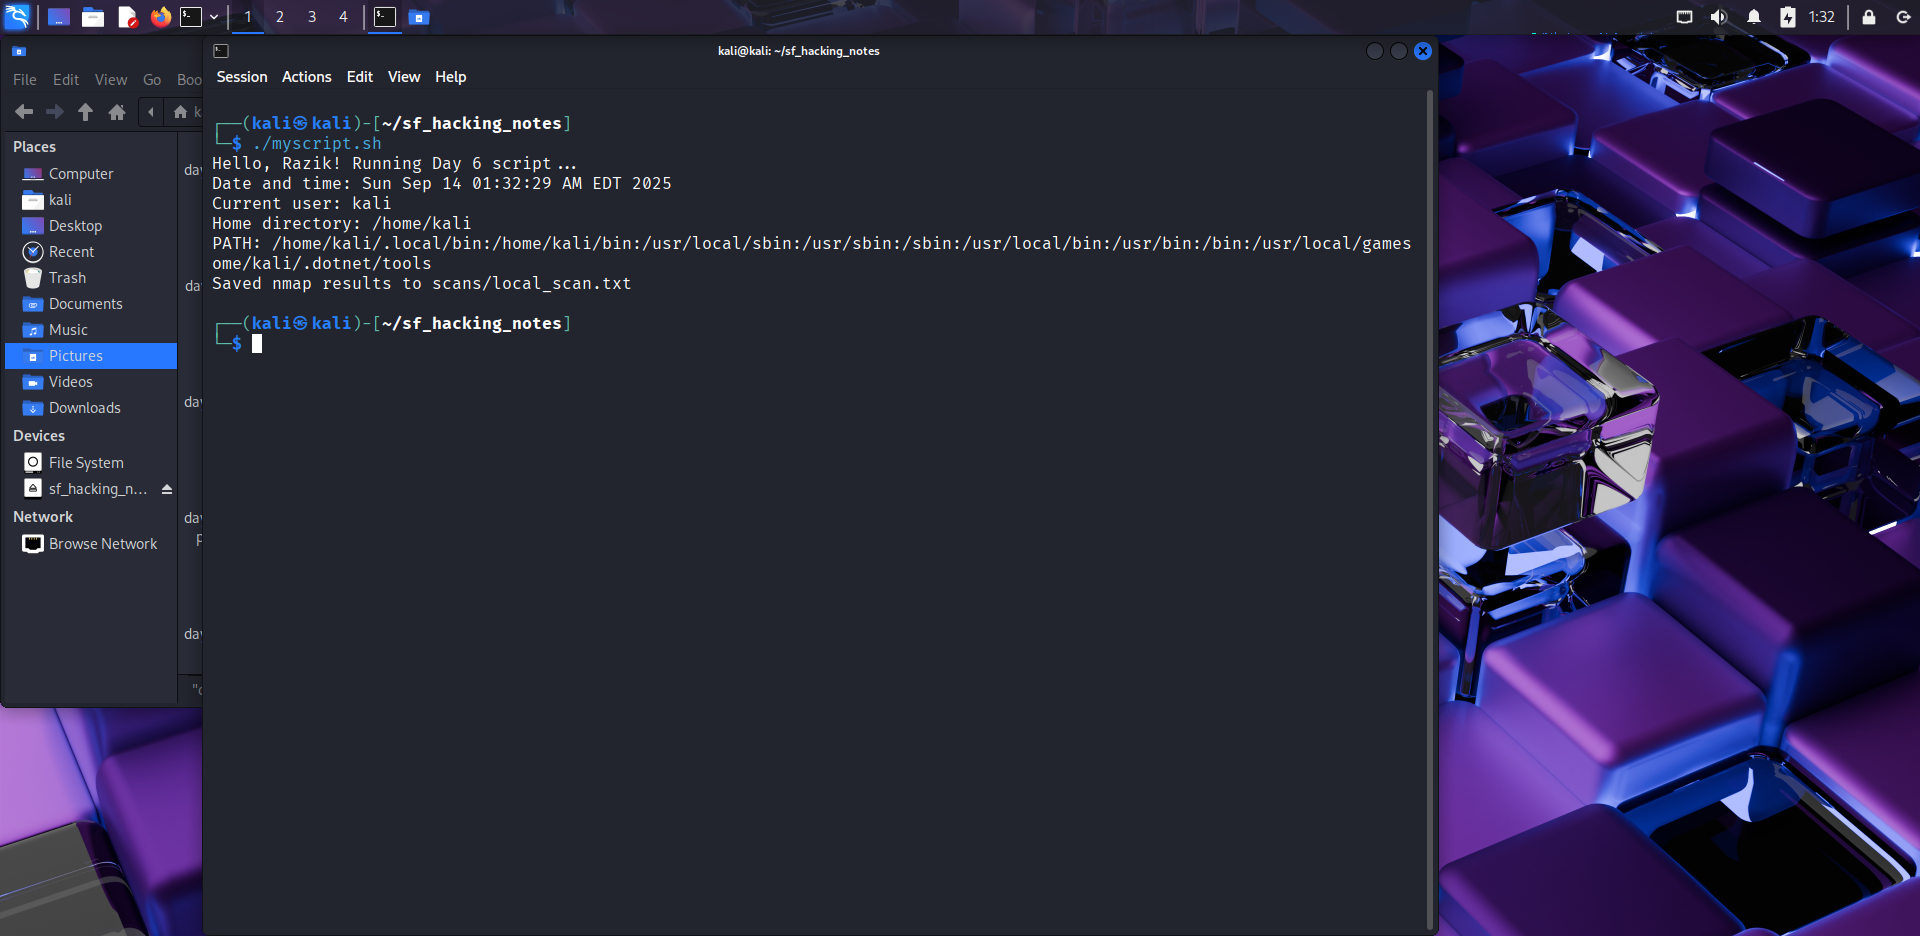 1 2 3 4
1:32
kali@kali: ~/sf_hacking_notes
File Edit View Go Boo
Session Actions Edit View Help
k
Places
Computer
kali
Desktop
Recent
Trash
Documents
Music
Pictures
Videos
Downloads
Devices
File System
sf_hacking_n...
Network
Browse Network
┌──(kali㉿kali)-[~/sf_hacking_notes]
└─$ ./myscript.sh
Hello, Razik! Running Day 6 script...
Date and time: Sun Sep 14 01:32:29 AM EDT 2025
Current user: kali
Home directory: /home/kali
PATH: /home/kali/.local/bin:/home/kali/bin:/usr/local/sbin:/usr/sbin:/sbin:/usr/local/bin:/usr/bin:/bin:/usr/local/games
ome/kali/.dotnet/tools
Saved nmap results to scans/local_scan.txt
┌──(kali㉿kali)-[~/sf_hacking_notes]
└─$